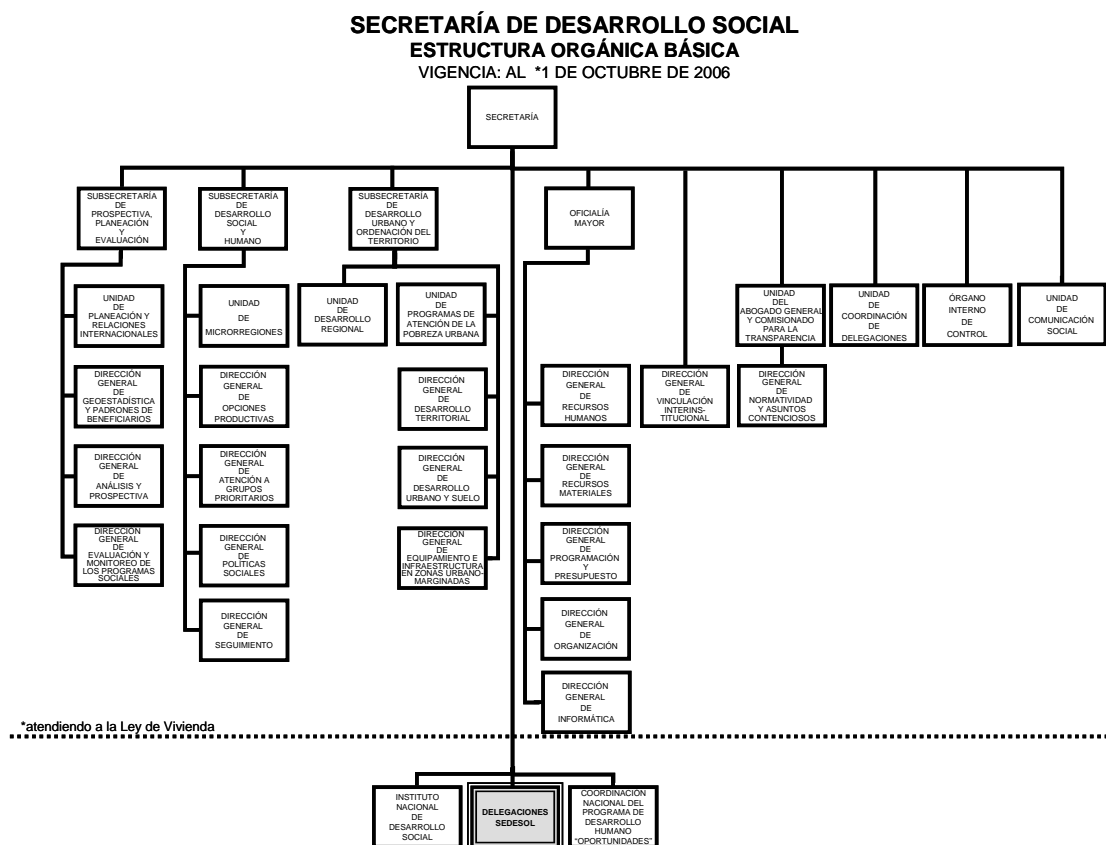 SECRETARÍA DE DESARROLLO SOCIAL
ESTRUCTURA ORGÁNICA BÁSICA
VIGENCIA: AL *1 DE OCTUBRE DE 2006
SECRETARÍA
SUBSECRETARÍA
DE
PROSPECTIVA,
PLANEACIÓN
Y
EVALUACIÓN
SUBSECRETARÍA
DE
DESARROLLO
SOCIAL
Y
HUMANO
SUBSECRETARÍA
DE
DESARROLLO
URBANO Y
ORDENACIÓN DEL
TERRITORIO
OFICIALÍA
MAYOR
UNIDAD
DE
PLANEACIÓN Y
RELACIONES
INTERNACIONALES
UNIDAD
DE
MICRORREGIONES
UNIDAD
DE
DESARROLLO
REGIONAL
UNIDAD
DE
PROGRAMAS DE
ATENCIÓN DE LA
POBREZA URBANA
UNIDAD
DEL
ABOGADO GENERAL
Y COMISIONADO
PARA LA
TRANSPARENCIA
UNIDAD
DE
COORDINACIÓN
DE
DELEGACIONES
ÓRGANO
INTERNO
DE
CONTROL
UNIDAD
DE
COMUNICACIÓN
SOCIAL
DIRECCIÓN
GENERAL
DE
GEOESTADÍSTICA
Y PADRONES DE
BENEFICIARIOS
DIRECCIÓN
GENERAL
DE
OPCIONES
PRODUCTIVAS
DIRECCIÓN
GENERAL
DE
DESARROLLO
TERRITORIAL
DIRECCIÓN
GENERAL
DE
RECURSOS
HUMANOS
DIRECCIÓN
GENERAL
DE
VINCULACIÓN
INTERINS-
TITUCIONAL
DIRECCIÓN
GENERAL
DE
NORMATIVIDAD
Y ASUNTOS
CONTENCIOSOS
DIRECCIÓN
GENERAL
DE
ANÁLISIS Y
PROSPECTIVA
DIRECCIÓN
GENERAL
DE
ATENCIÓN A
GRUPOS
PRIORITARIOS
DIRECCIÓN
GENERAL
DE
DESARROLLO
URBANO Y SUELO
DIRECCIÓN
GENERAL
DE
RECURSOS
MATERIALES
DIRECCIÓN
GENERAL
DE
EVALUACIÓN Y
MONITOREO DE
LOS PROGRAMAS
SOCIALES
DIRECCIÓN
GENERAL
DE
POLÍTICAS
SOCIALES
DIRECCIÓN
GENERAL
DE
EQUIPAMIENTO E
INFRAESTRUCTURA
EN ZONAS URBANO-
MARGINADAS
DIRECCIÓN
GENERAL
DE
PROGRAMACIÓN
Y
PRESUPUESTO
DIRECCIÓN
GENERAL
DE
SEGUIMIENTO
DIRECCIÓN
GENERAL
DE
ORGANIZACIÓN
DIRECCIÓN
GENERAL
DE
INFORMÁTICA
*atendiendo a la Ley de Vivienda
INSTITUTO
NACIONAL
DE
DESARROLLO
SOCIAL
DELEGACIONES
SEDESOL
COORDINACIÓN
NACIONAL DEL
PROGRAMA DE
DESARROLLO
HUMANO
"OPORTUNIDADES"